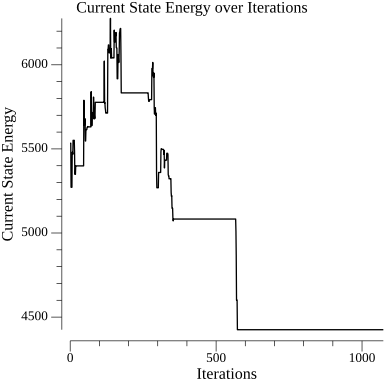 Current State Energy over Iterations
6000
5500
5000
4500
Current State Energy
0
500
1000
Iterations